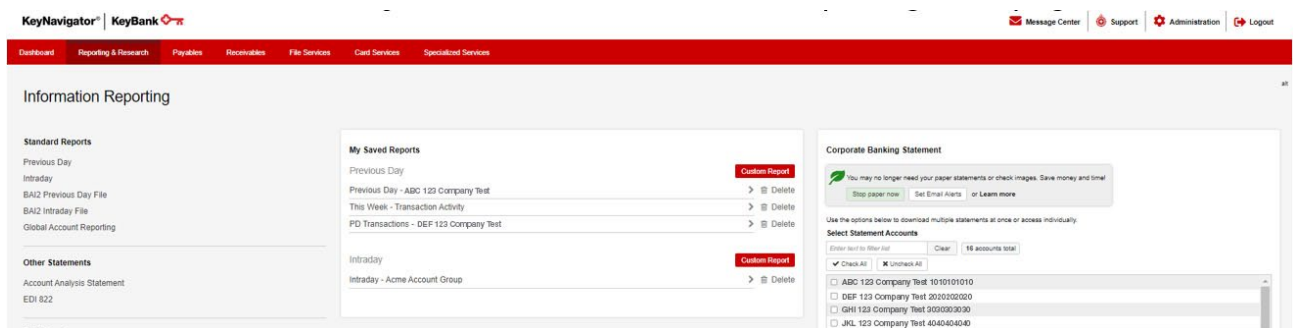 KeyNavigator® KeyBank
Message Center Support Administration Logout
Dashboard Reporting & Research Payables Receivables File Services Card Services Specialized Services
Information Reporting
Standard Reports
Previous Day
Intraday
BAI2 Previous Day File
BAI2 Intraday File
Global Account Reporting
Other Statements
Account Analysis Statement
EDI 822
My Saved Reports
Previous Day Custom Report
Previous Day - ABC 123 Company Test Delete
This Week - Transaction Activity Delete
PD Transactions - DEF 123 Company Test Delete
Intraday Custom Report
Intraday - Acme Account Group Delete
Corporate Banking Statement
You may no longer need your paper statements or check images. Save money and time!
Stop paper now Set Email Alerts or Learn more
Use the options below to download multiple statements at once or access individually.
Select Statement Accounts
Enter text to filter list Clear 16 accounts total
Check All Uncheck All
ABC 123 Company Test 1010101010
DEF 123 Company Test 2020202020
GHI 123 Company Test 3030303030
JKL 123 Company Test 4040404040